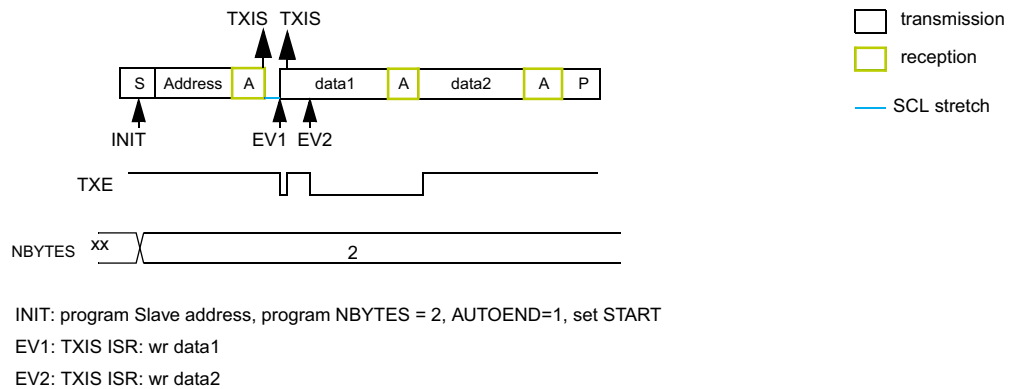 TXIS TXIS
transmission
reception
SCL stretch
S Address A data1 A data2 A P
INIT EV1 EV2
TXE
NBYTES xx 2
INIT: program Slave address, program NBYTES = 2, AUTOEND=1, set START
EV1: TXIS ISR: wr data1
EV2: TXIS ISR: wr data2